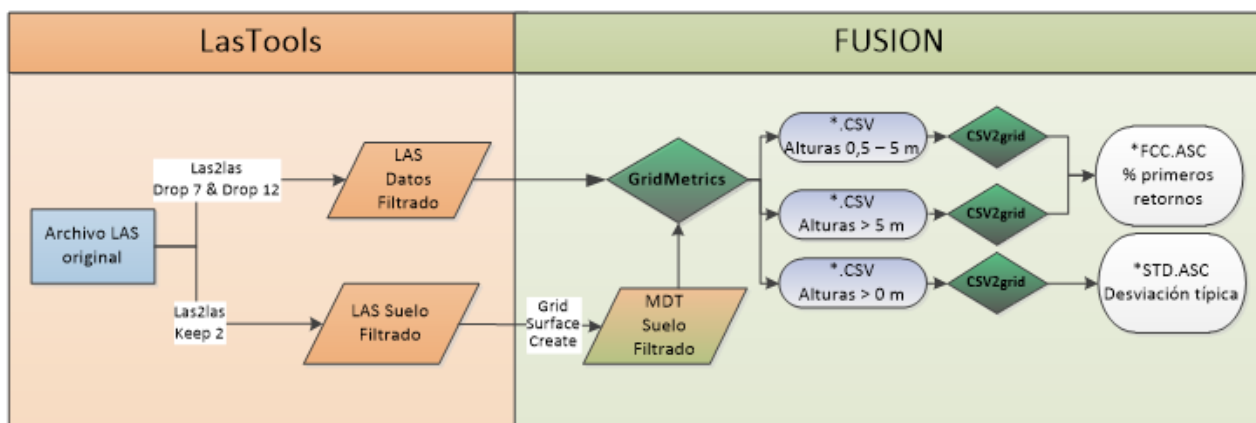 LasTools
FUSION
Archivo LAS
original
Las2las
Drop 7 & Drop 12
Las2las
Keep 2
LAS
Datos
Filtrado
LAS Suelo
Filtrado
Grid
Surface
Create
MDT
Suelo
Filtrado
GridMetrics
*.CSV
Alturas 0,5 – 5 m
*.CSV
Alturas > 5 m
*.CSV
Alturas > 0 m
CSV2grid
CSV2grid
CSV2grid
*FCC.ASC
% primeros
retornos
*STD.ASC
Desviación típica